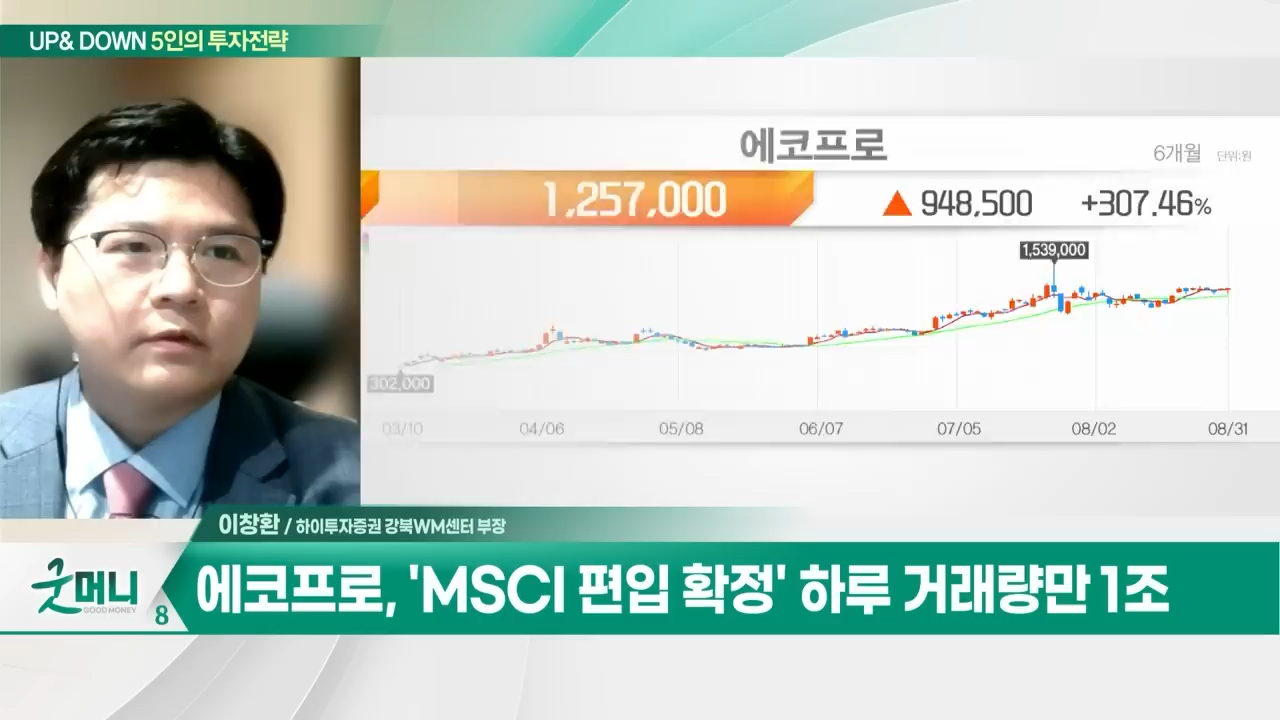 UP& DOWN 5인의 투자전략
에코프로
6개월 단위:원
1,257,000 ▲ 948,500 +307.46%
1,539,000
302,000
03/10 04/06 05/08 06/07 07/05 08/02 08/31
이창환 / 하이투자증권 강북WM센터 부장
굿머니
GOOD MONEY
8
에코프로, 'MSCI 편입 확정' 하루 거래량만 1조